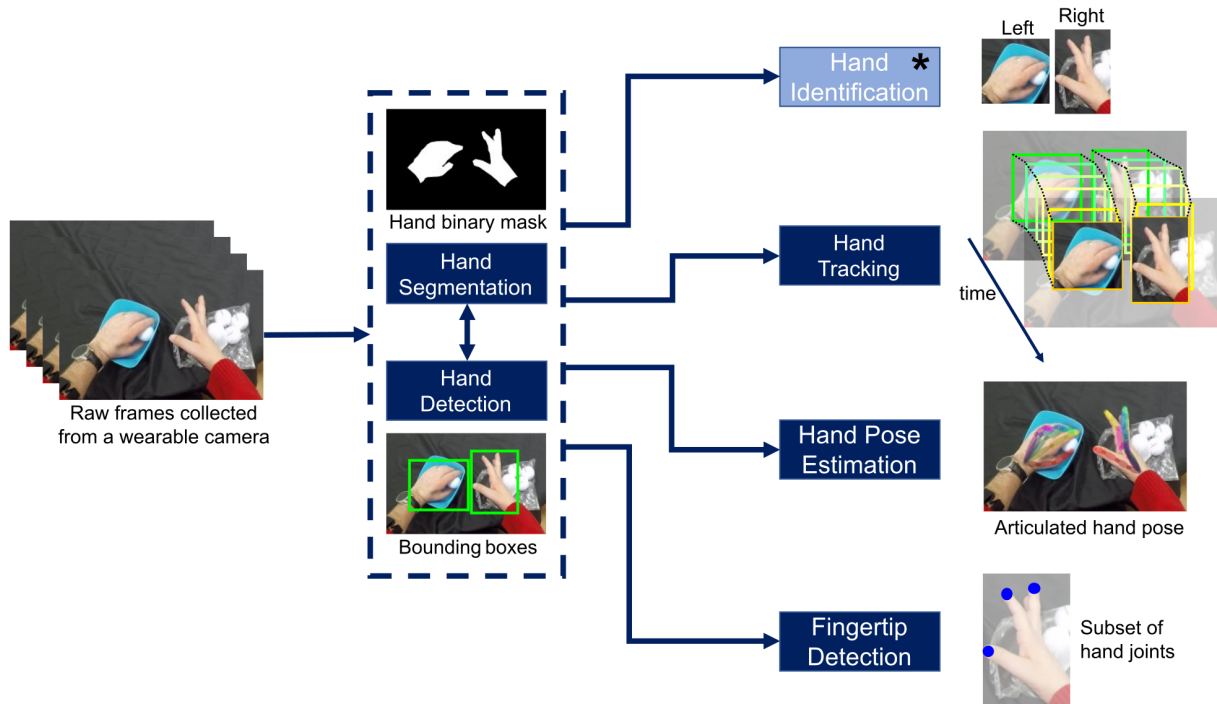 Raw frames collected
from a wearable camera
Hand binary mask
Hand
Segmentation
Hand
Detection
Bounding boxes
Hand *
Identification
Left
Right
Hand
Tracking
time
Hand Pose
Estimation
Articulated hand pose
Fingertip
Detection
Subset of
hand joints